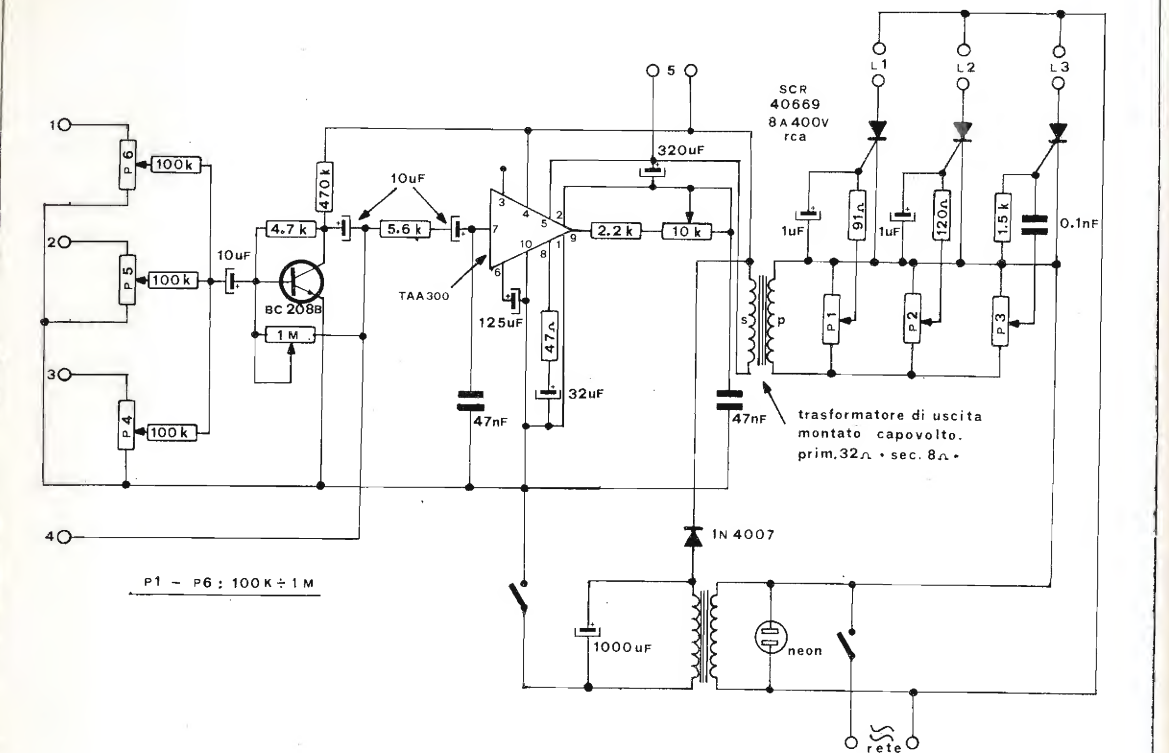 L1
L2
L3
5
SCR
40669
8A 400V
rca
1
P6
100k
470k
10uF
320uF
3
4
5
2
1uF
91Ω
1uF
120Ω
1.5k
0.1nF
2
P5
100k
10uF
4.7k
5.6k
7
9
2.2k
10k
10
8
1
6
BC 208B
TAA300
125uF
1M
47Ω
s
p
P1
P2
P3
3
P4
100k
47nF
32uF
47nF
trasformatore di uscita
montato capovolto.
prim. 32Ω • sec. 8Ω •
4
1N 4007
P1 – P6 : 100K ÷ 1M
1000uF
neon
rete